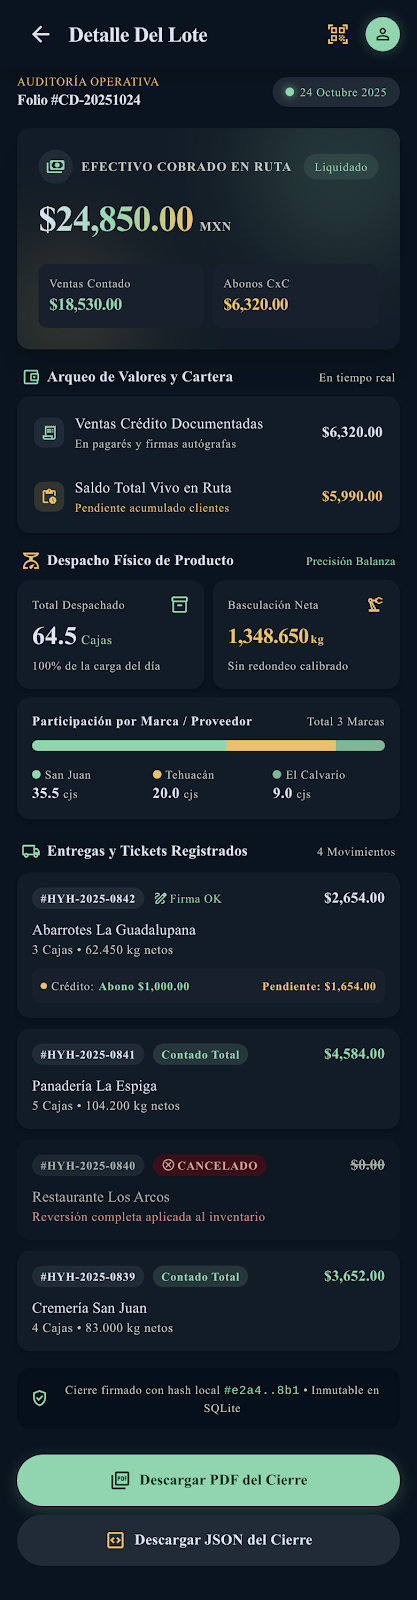 Detalle Del Lote
AUDITORÍA OPERATIVA
Folio #CD-20251024
24 Octubre 2025
EFECTIVO COBRADO EN RUTA
Liquidado
$24,850.00 MXN
Ventas Contado
$18,530.00
Abonos CxC
$6,320.00
Arqueo de Valores y Cartera
En tiempo real
Ventas Crédito Documentadas
En pagarés y firmas autógrafas
$6,320.00
Saldo Total Vivo en Ruta
Pendiente acumulado clientes
$5,990.00
Despacho Físico de Producto
Precisión Balanza
Total Despachado
64.5 Cajas
100% de la carga del día
Basculación Neta
1,348.650 kg
Sin redondeo calibrado
Participación por Marca / Proveedor
Total 3 Marcas
San Juan
35.5 cjs
Tehuacán
20.0 cjs
El Calvario
9.0 cjs
Entregas y Tickets Registrados
4 Movimientos
#HYH-2025-0842
Firma OK
$2,654.00
Abarrotes La Guadalupana
3 Cajas • 62.450 kg netos
Crédito: Abono $1,000.00
Pendiente: $1,654.00
#HYH-2025-0841
Contado Total
$4,584.00
Panadería La Espiga
5 Cajas • 104.200 kg netos
#HYH-2025-0840
CANCELADO
$0.00
Restaurante Los Arcos
Reversión completa aplicada al inventario
#HYH-2025-0839
Contado Total
$3,652.00
Cremería San Juan
4 Cajas • 83.000 kg netos
Cierre firmado con hash local #e2a4..8b1 • Inmutable en
SQLite
PDF
Descargar PDF del Cierre
Descargar JSON del Cierre